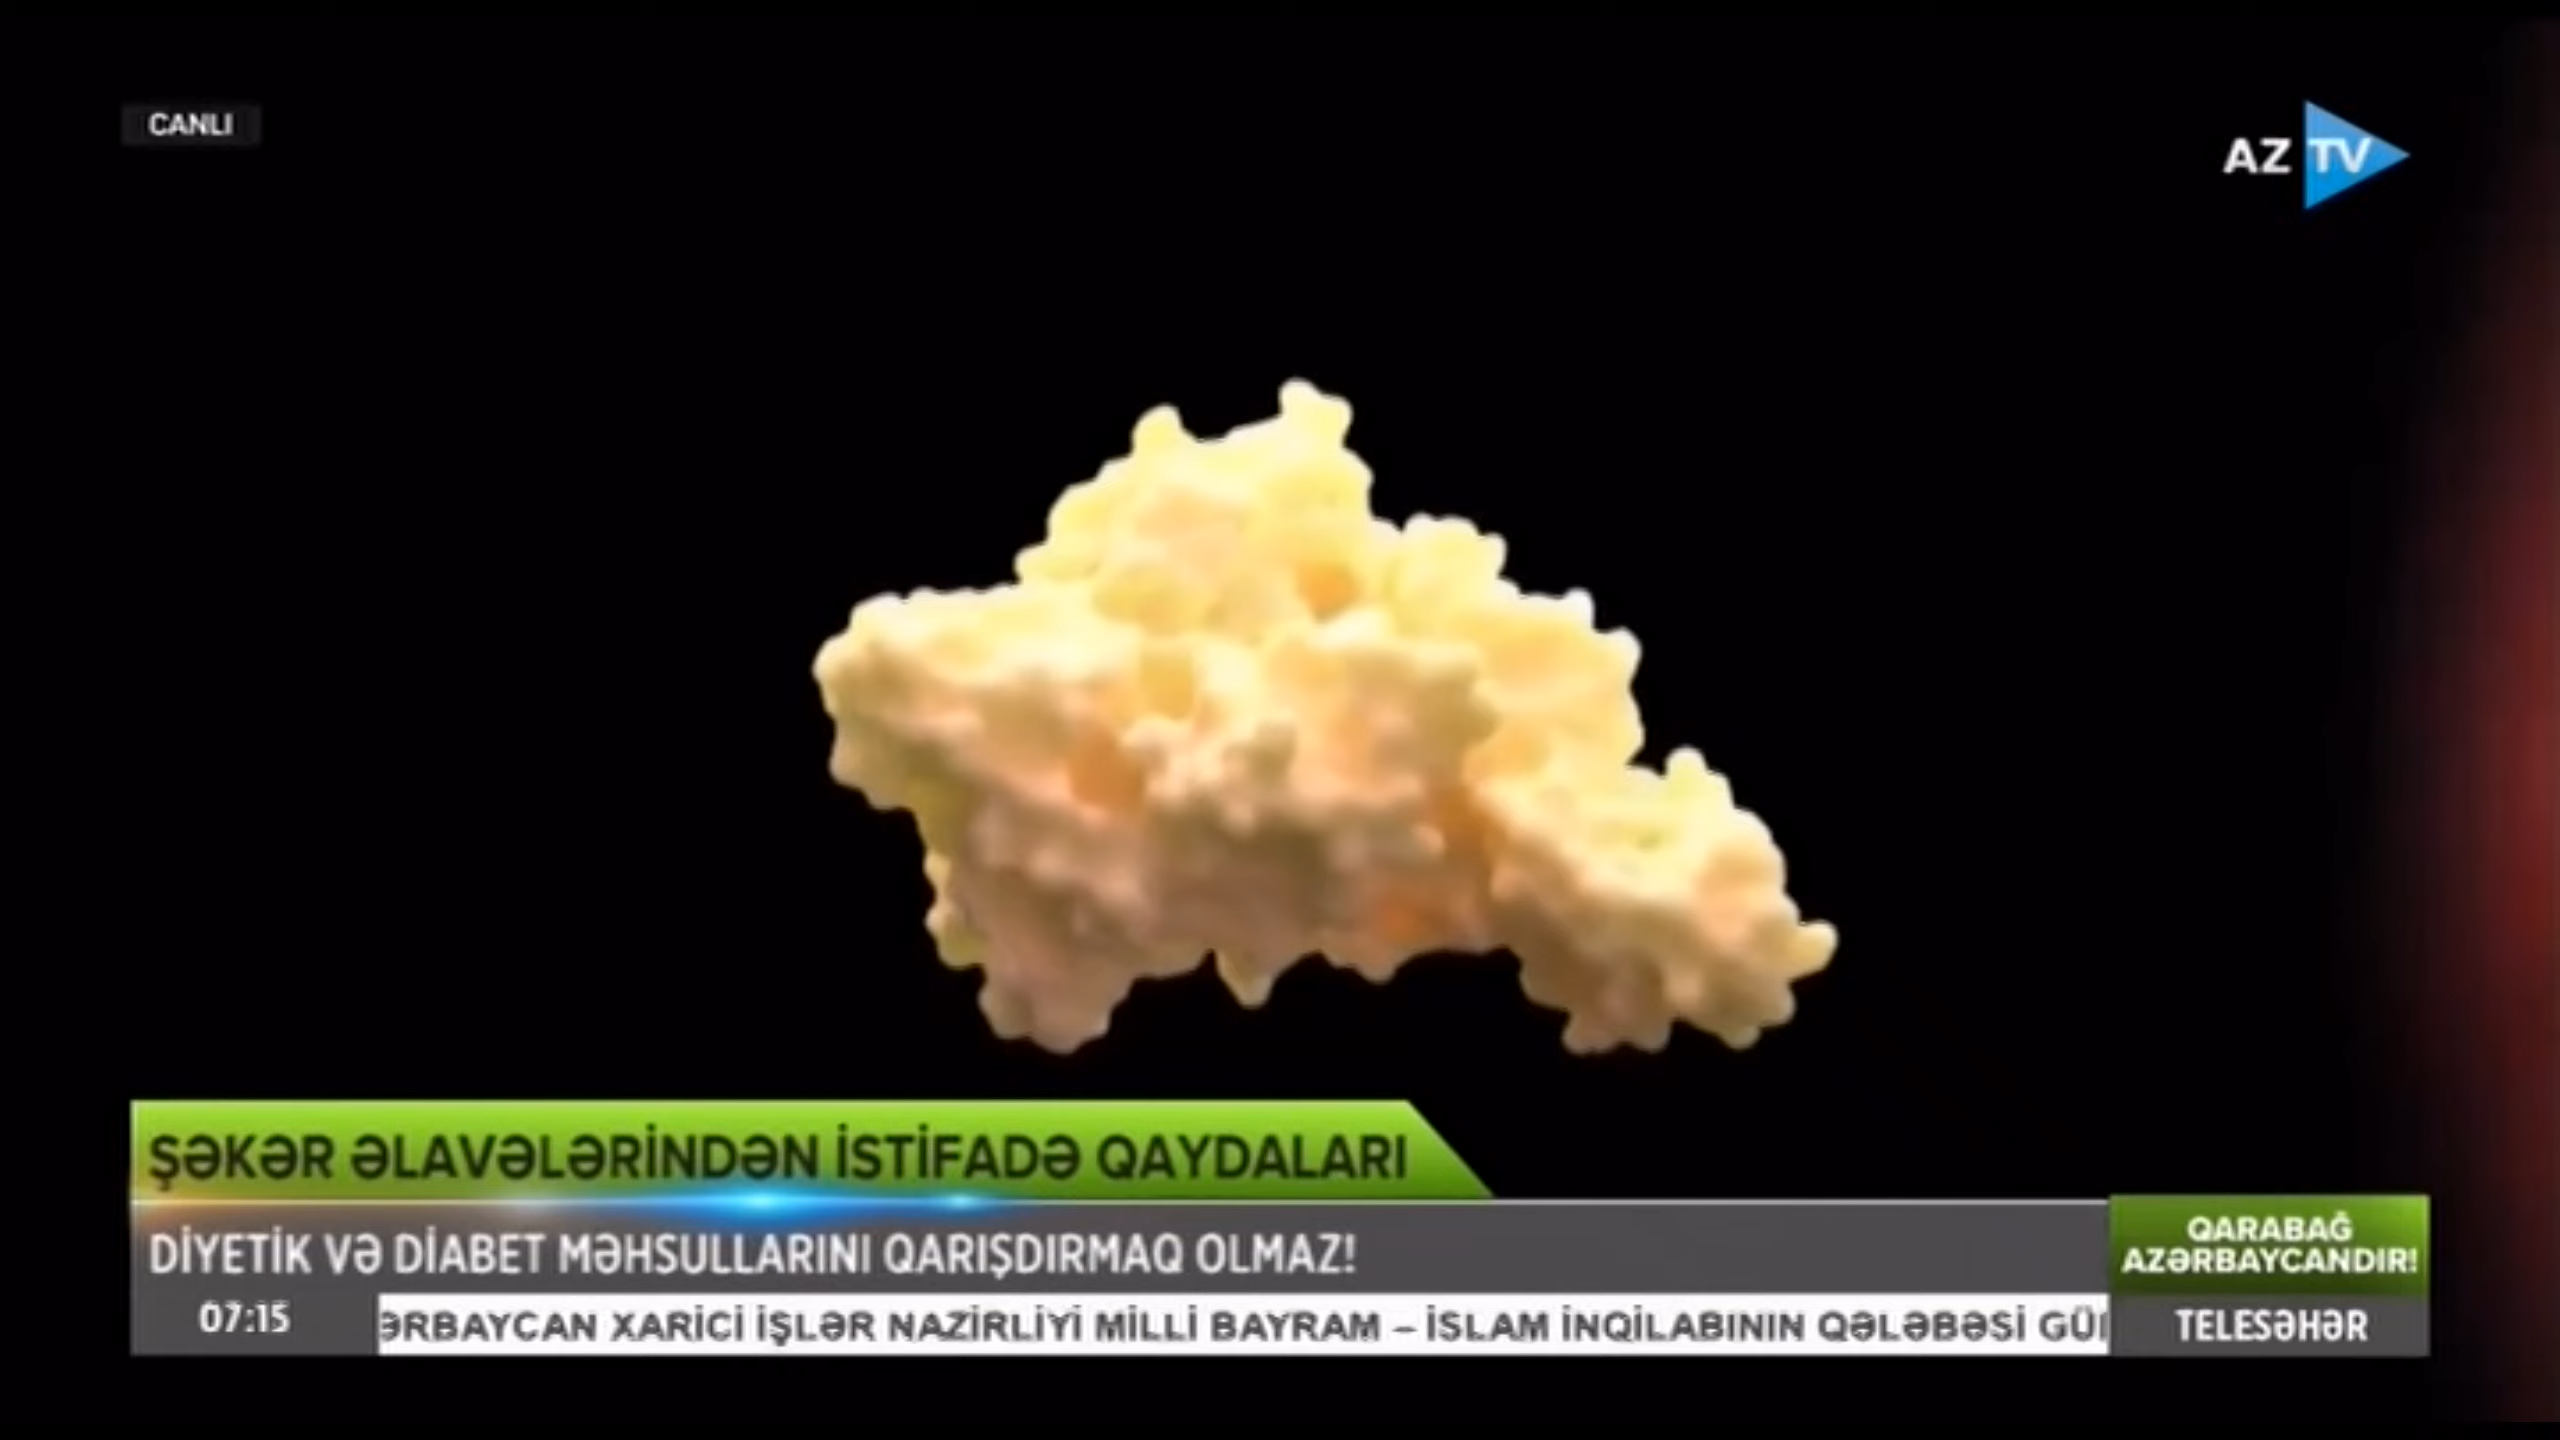 CANLI
AZ TV
ŞƏKƏR ƏLAVƏLƏRİNDƏN İSTİFADƏ QAYDALARI
DİYETİK VƏ DİABET MƏHSULLARINI QARIŞDIRMAQ OLMAZ!
QARABAĞ
AZƏRBAYCANDIR!
07:15
ƏRBAYCAN XARİCİ İŞLƏR NAZİRLİYİ MİLLİ BAYRAM – İSLAM İNQİLABININ QƏLƏBƏSİ
TELESƏHƏR